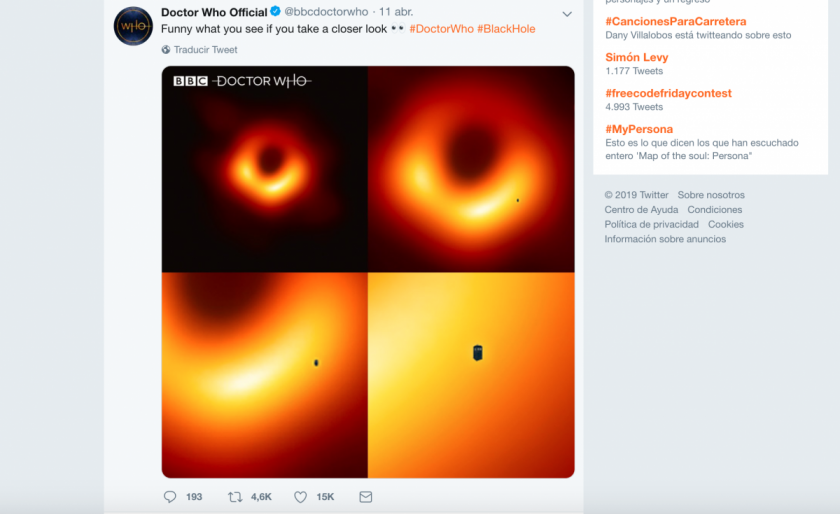 Doctor Who Official @bbcdoctorwho · 11 abr.
Funny what you see if you take a closer look 👀 #DoctorWho #BlackHole
Traducir Tweet
BBC DOCTOR WHO
193 4,6K 15K
personajes y un regreso
#CancionesParaCarretera
Dany Villalobos está twitteando sobre esto
Simón Levy
1.177 Tweets
#freecodefridaycontest
4.993 Tweets
#MyPersona
Esto es lo que dicen los que han escuchado
entero 'Map of the soul: Persona"
© 2019 Twitter Sobre nosotros
Centro de Ayuda Condiciones
Política de privacidad Cookies
Información sobre anuncios